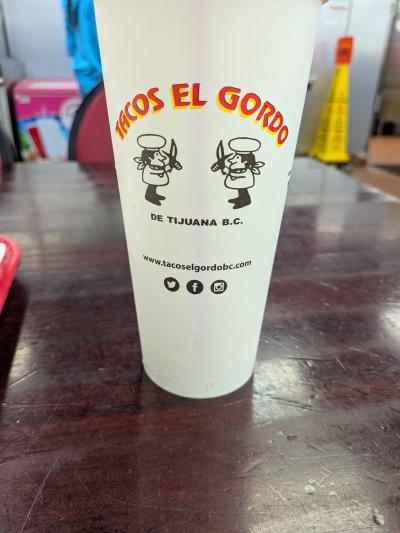 TACOS EL GORDO
DE TIJUANA B.C.
www.tacoselgordobc.com